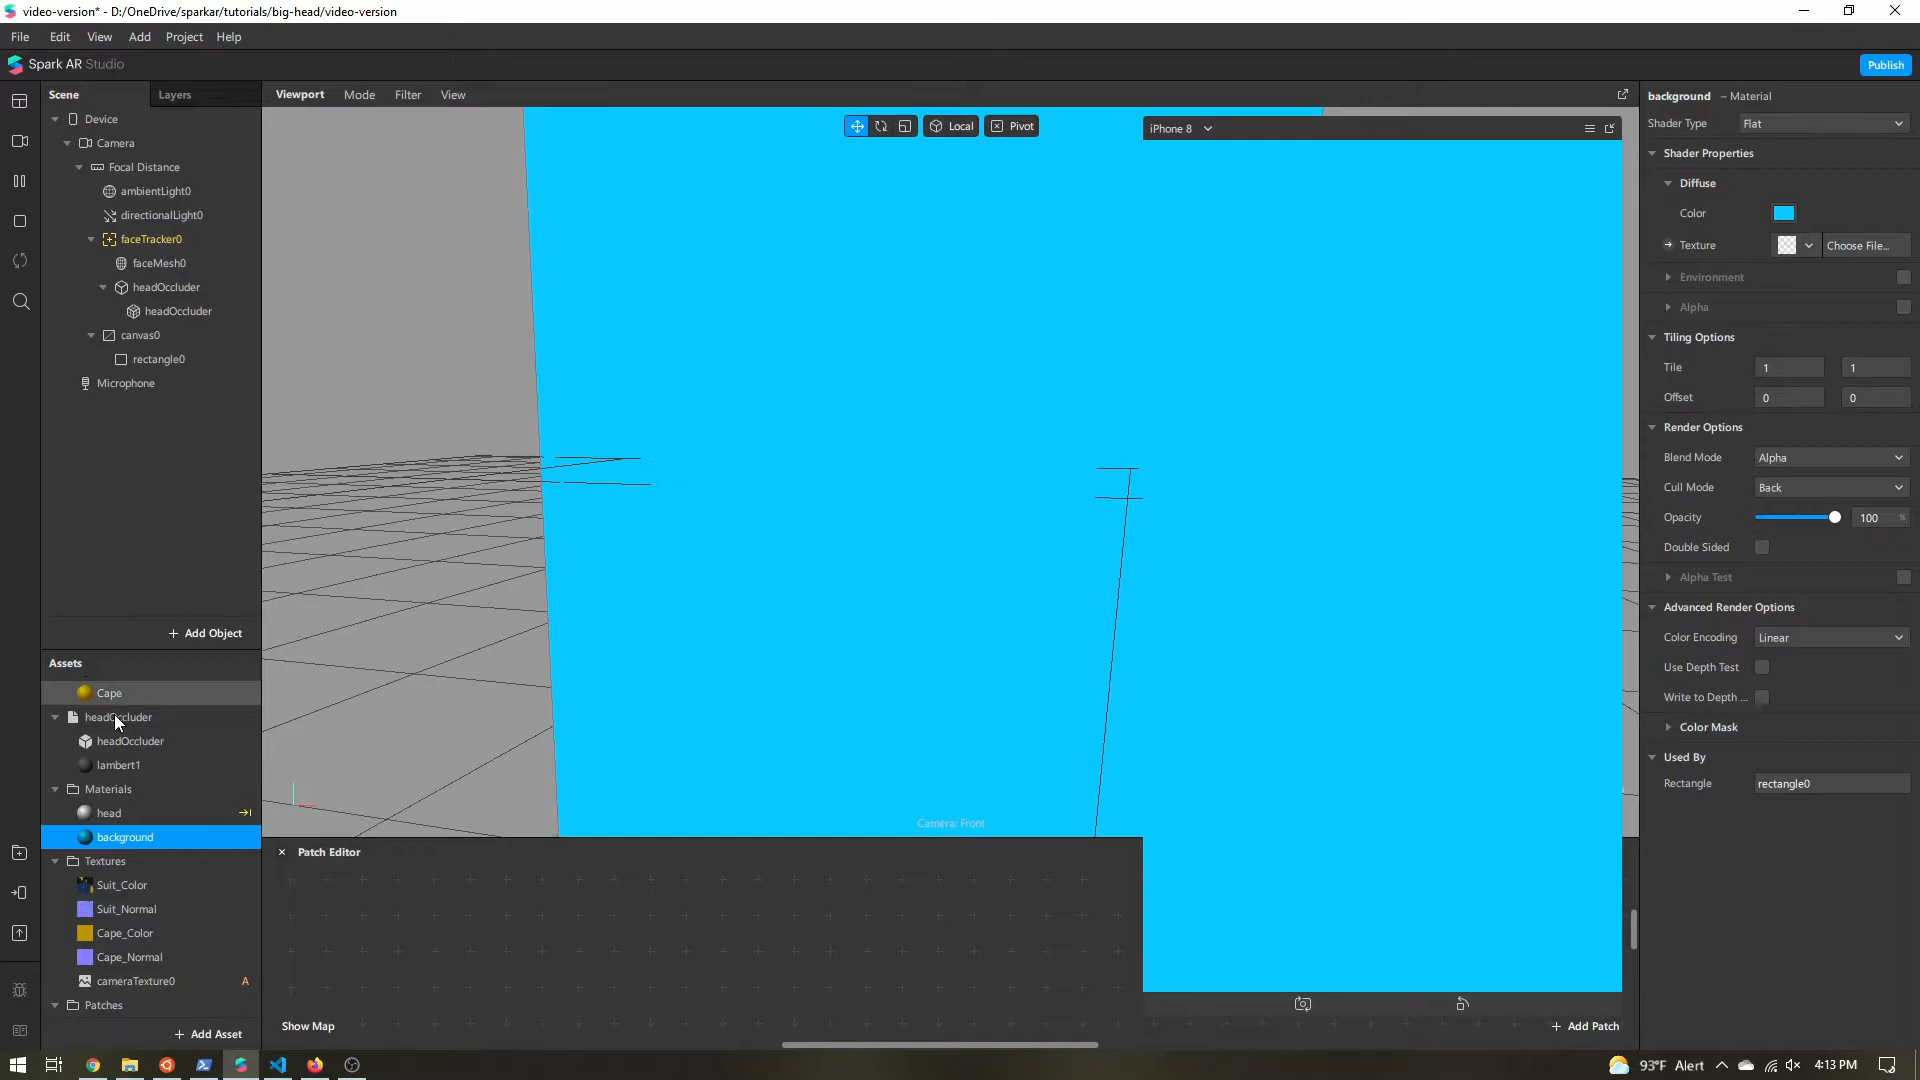 video-version* - D:/OneDrive/sparkar/tutorials/big-head/video-version
File Edit View Add Project Help
Spark AR Studio
Publish
Scene Layers
Device
Camera
Focal Distance
ambientLight0
directionalLight0
faceTracker0
faceMesh0
headOccluder
headOccluder
canvas0
rectangle0
Microphone
+ Add Object
Assets
Cape
headOccluder
headOccluder
lambert1
Materials
head
background
Textures
Suit_Color
Suit_Normal
Cape_Color
Cape_Normal
cameraTexture0 A
Patches
+ Add Asset
Viewport Mode Filter View
Local Pivot
iPhone 8
Camera: Front
Patch Editor
Show Map
+ Add Patch
background – Material
Shader Type Flat
Shader Properties
Diffuse
Color
Texture Choose File...
Environment
Alpha
Tiling Options
Tile 1 1
Offset 0 0
Render Options
Blend Mode Alpha
Cull Mode Back
Opacity 100 %
Double Sided
Alpha Test
Advanced Render Options
Color Encoding Linear
Use Depth Test
Write to Depth ...
Color Mask
Used By
Rectangle rectangle0
93°F Alert 4:13 PM